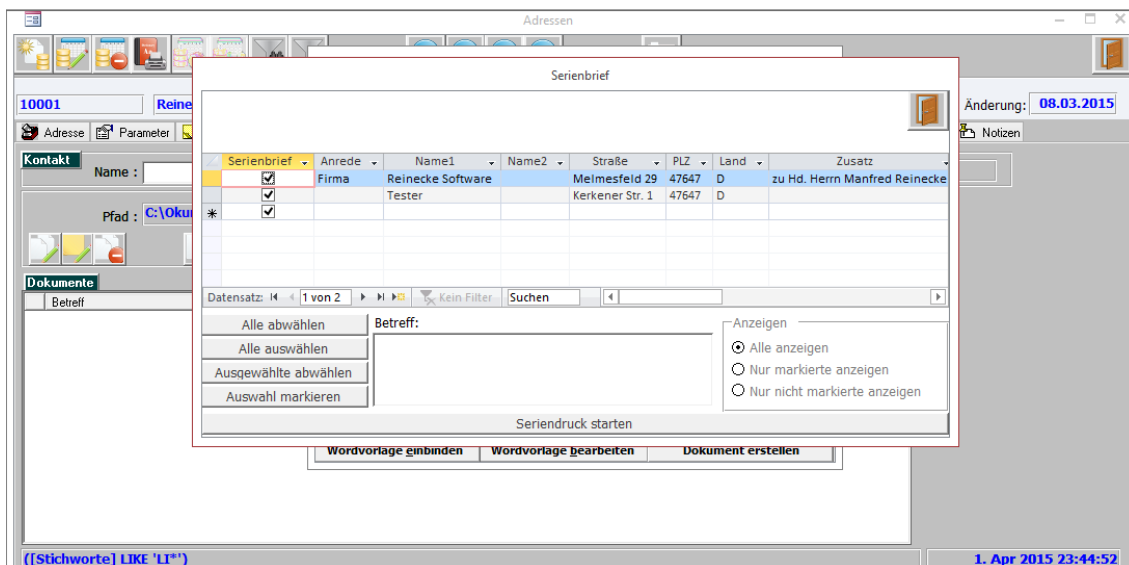 Adressen
Serienbrief
10001
Reine
Änderung: 08.03.2015
Adresse Parameter Notizen
Kontakt
Name :
Pfad : C:\Oku
Serienbrief Anrede Name1 Name2 Straße PLZ Land Zusatz
Firma Reinecke Software Melmesfeld 29 47647 D zu Hd. Herrn Manfred Reinecke
Tester Kerkener Str. 1 47647 D
Dokumente
Betreff
Datensatz: 1 von 2 Kein Filter Suchen
Alle abwählen
Alle auswählen
Ausgewählte abwählen
Auswahl markieren
Betreff:
Anzeigen
Alle anzeigen
Nur markierte anzeigen
Nur nicht markierte anzeigen
Seriendruck starten
Wordvorlage einbinden Wordvorlage bearbeiten Dokument erstellen
([Stichworte] LIKE 'LI*')
1. Apr 2015 23:44:52